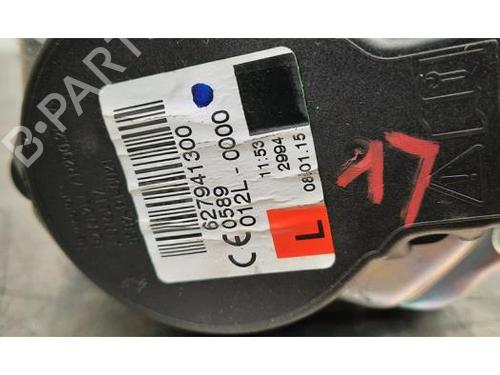 B-PARTS
627941300
CE 0589
012L - 0000
11:53
2994
08.01.15
L
17